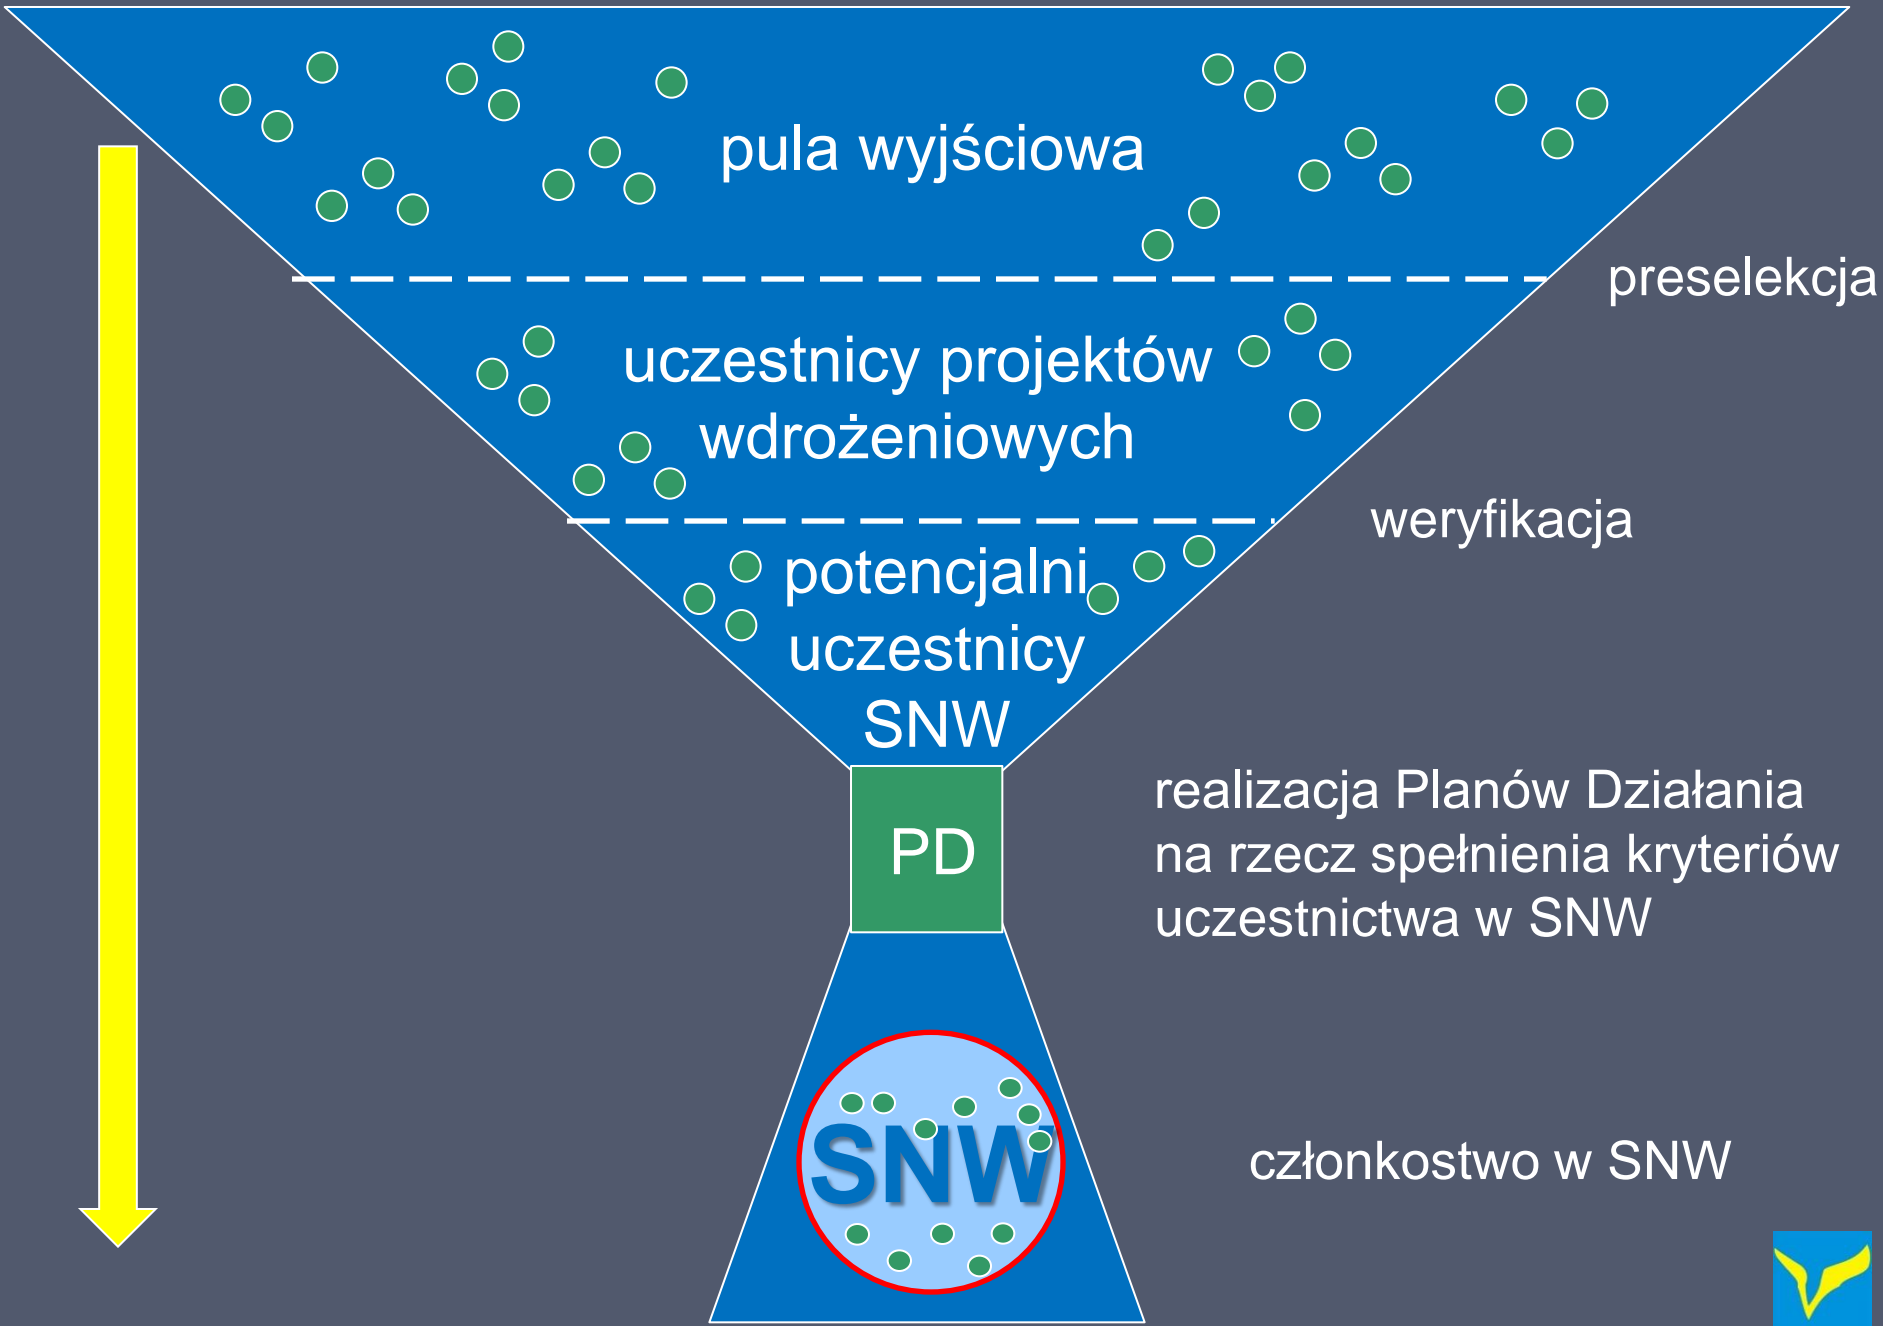 pula wyjściowa
preselekcja
uczestnicy projektów
wdrożeniowych
weryfikacja
potencjalni
uczestnicy
SNW
PD
realizacja Planów Działania
na rzecz spełnienia kryteriów
uczestnictwa w SNW
SNW
członkostwo w SNW